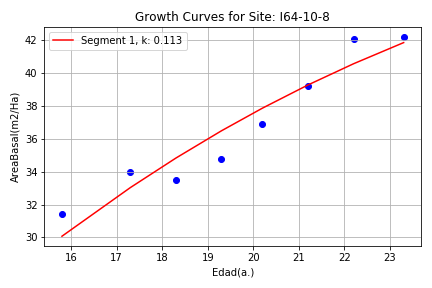 Growth Curves for Site: I64-10-8
Segment 1, k: 0.113
AreaBasal(m2/Ha)
42
40
38
36
34
32
30
16 17 18 19 20 21 22 23
Edad(a.)